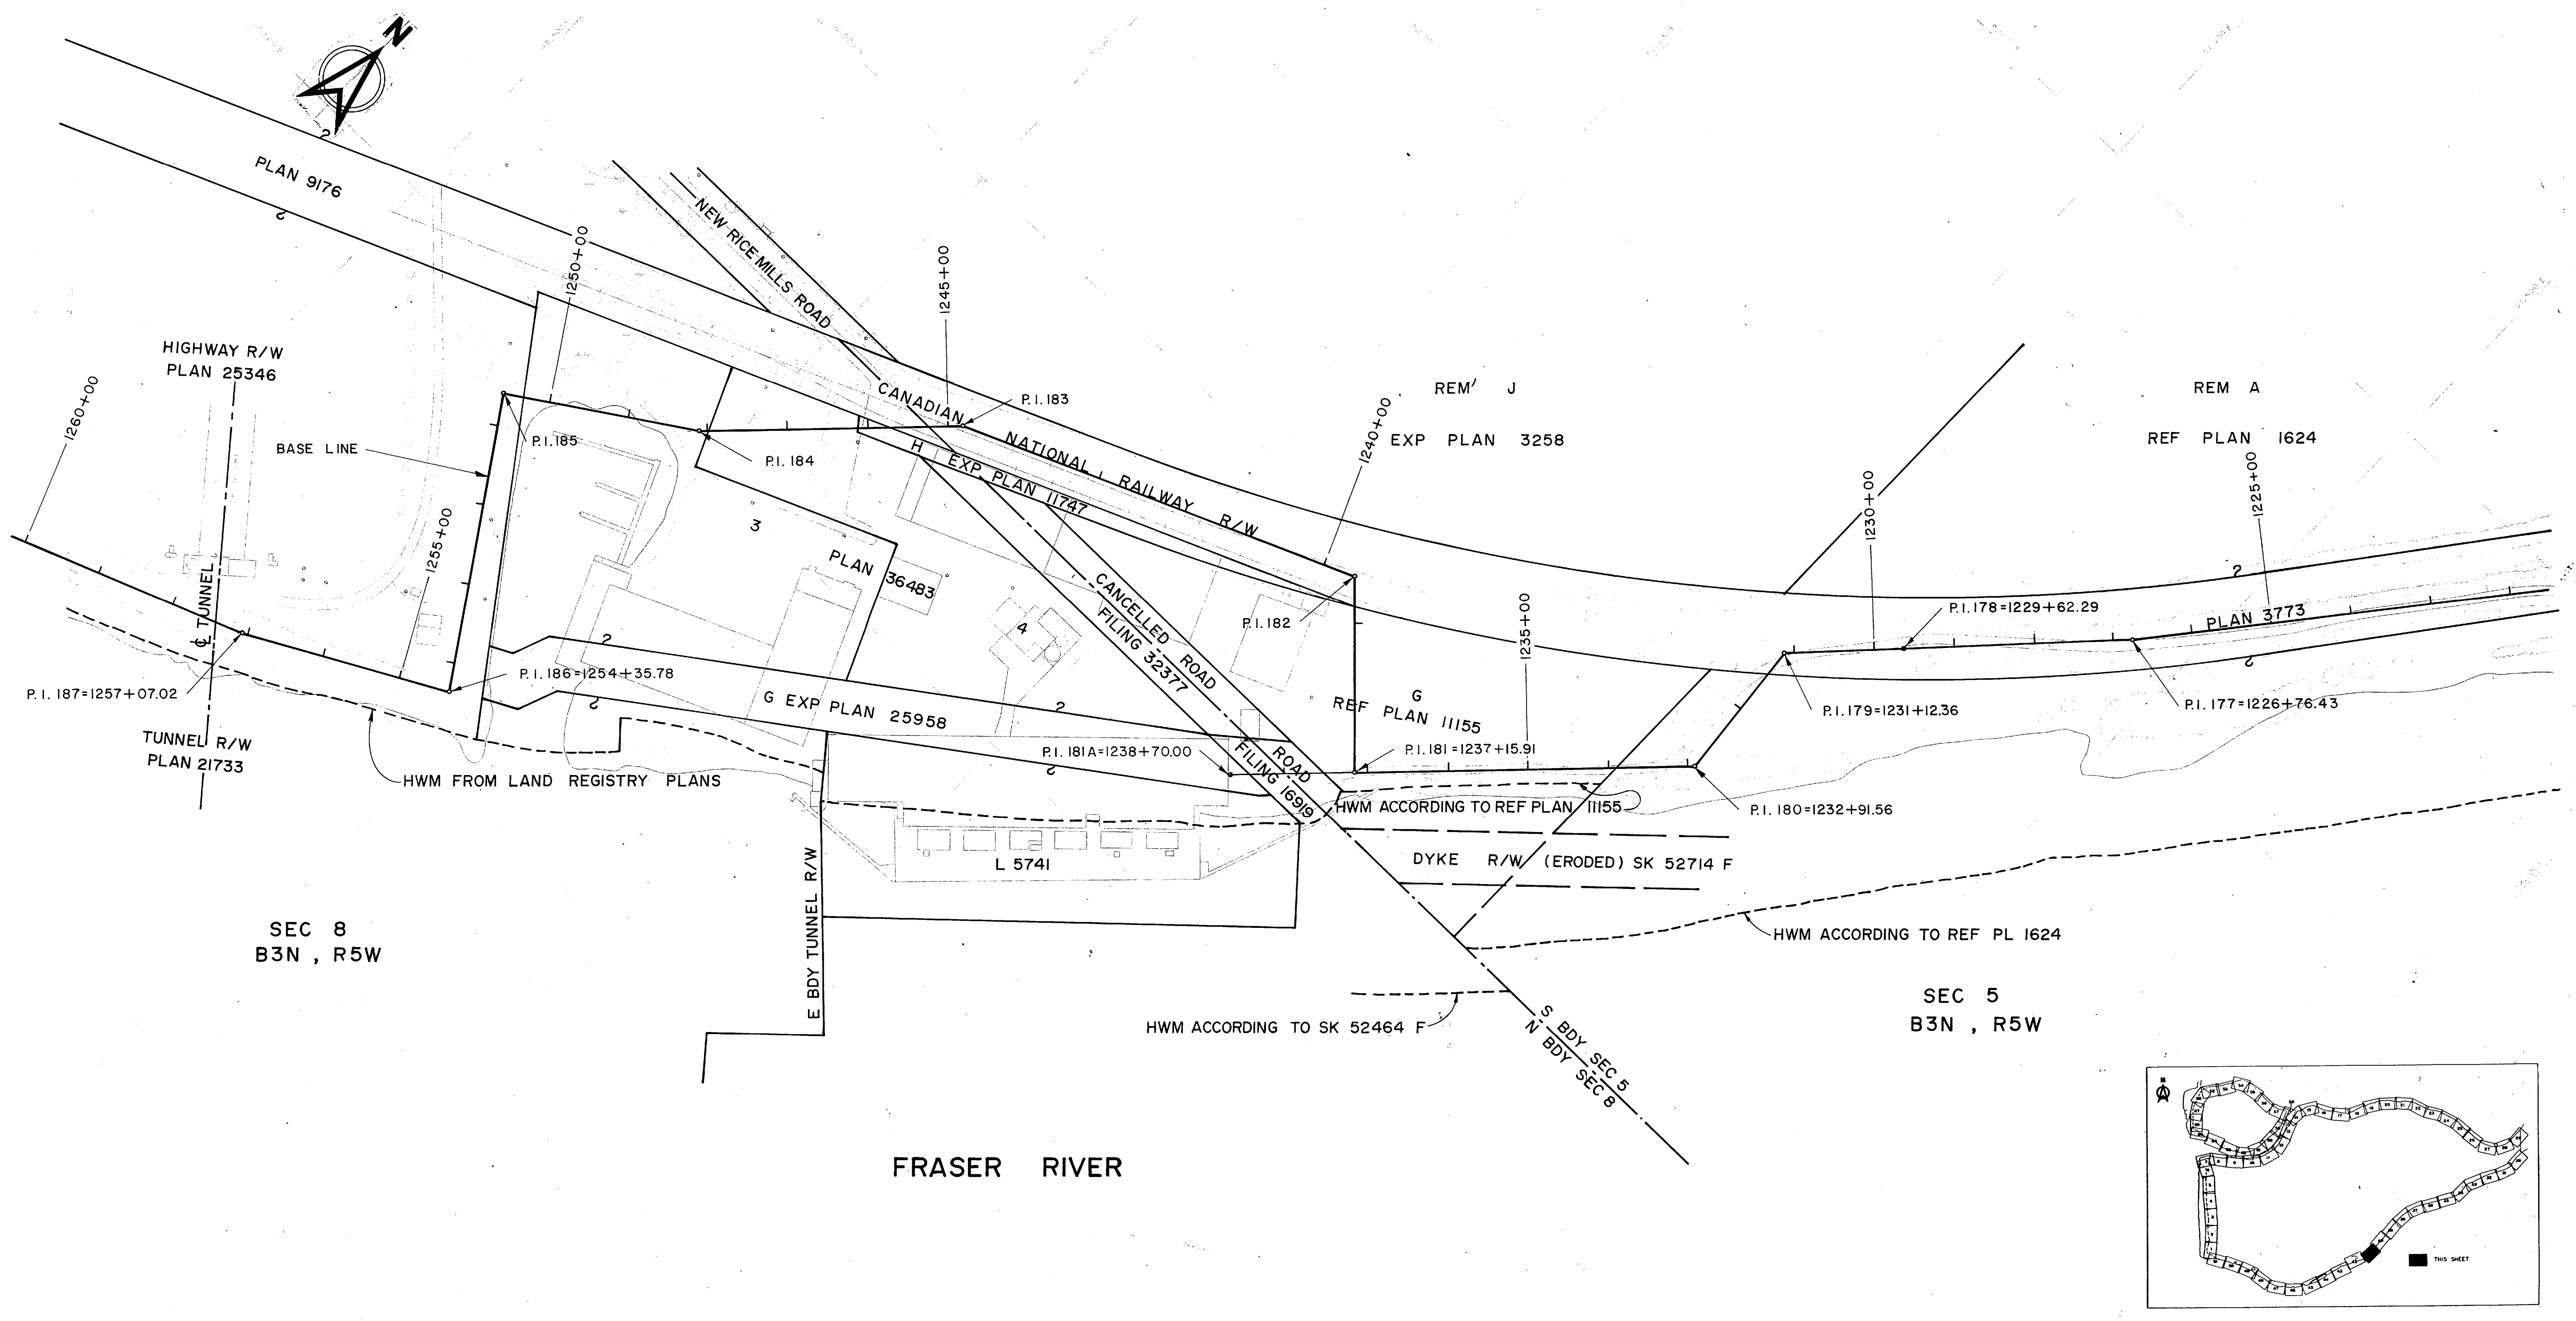 N
PLAN 9176
NEW RICE MILLS ROAD
1250+00
1245+00
HIGHWAY R/W
PLAN 25346
1260+00
BASE LINE
P.I. 185
P.I. 184
P.I. 183
CANADIAN NATIONAL RAILWAY R/W
H EXP PLAN 11747
1240+00
REM' J
EXP PLAN 3258
REM A
REF PLAN 1624
1230+00
1225+00
1255+00
3
PLAN 36483
4
CANCELLED ROAD
FILING 32377
P.I. 182
1235+00
P.I. 178=1229+62.29
PLAN 3773
℄ TUNNEL
P.I. 187=1257+07.02
P.I. 186=1254+35.78
G EXP PLAN 25958
G
REF PLAN 11155
P.I. 179=1231+12.36
P.I. 177=1226+76.43
TUNNEL R/W
PLAN 21733
HWM FROM LAND REGISTRY PLANS
P.I. 181A=1238+70.00
P.I. 181=1237+15.91
ROAD
FILING 16919
HWM ACCORDING TO REF PLAN 11155
P.I. 180=1232+91.56
L 5741
DYKE R/W (ERODED) SK 52714 F
E BDY TUNNEL R/W
SEC 8
B3N , R5W
HWM ACCORDING TO REF PL 1624
HWM ACCORDING TO SK 52464 F
SEC 5
B3N , R5W
S BDY SEC 5
N BDY SEC 8
FRASER RIVER
N
THIS SHEET